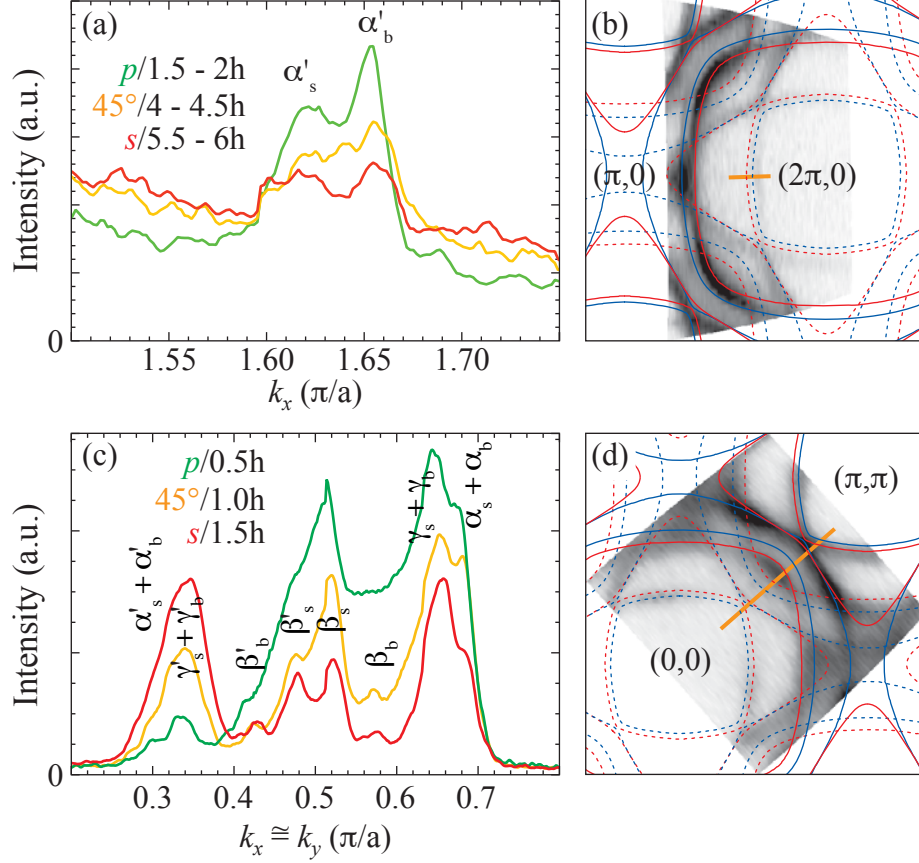 (a)
α'b
α's
p/1.5 - 2h
45°/4 - 4.5h
s/5.5 - 6h
Intensity (a.u.)
0
1.55 1.60 1.65 1.70
kx (π/a)
(b)
(π,0) (2π,0)
(c)
p/0.5h
45°/1.0h
s/1.5h
α's + α'b
γ's + γ'b
β'b
β's
βs
βb
γs + γb
αs + αb
Intensity (a.u.)
0
0.3 0.4 0.5 0.6 0.7
kx ≅ ky (π/a)
(d)
(π,π)
(0,0)